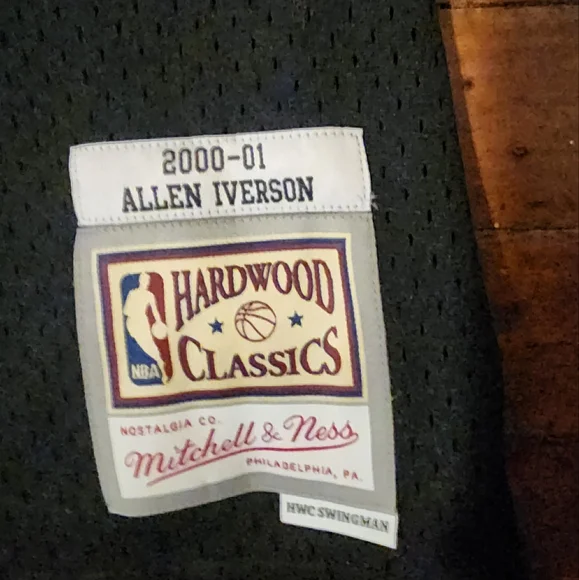 2000-01
ALLEN IVERSON
HARDWOOD
NBA
CLASSICS
NOSTALGIA CO.
Mitchell & Ness
PHILADELPHIA, PA.
HWC SWINGMAN